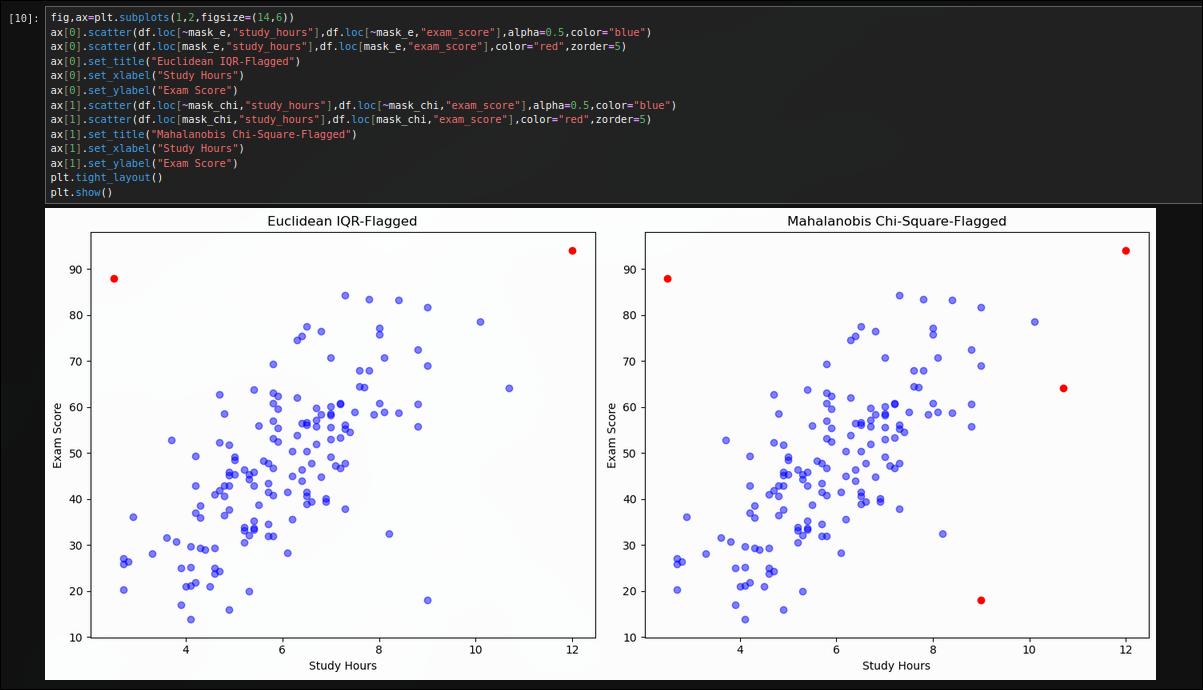 [10]:
fig,ax=plt.subplots(1,2,figsize=(14,6))
ax[0].scatter(df.loc[~mask_e,"study_hours"],df.loc[~mask_e,"exam_score"],alpha=0.5,color="blue")
ax[0].scatter(df.loc[mask_e,"study_hours"],df.loc[mask_e,"exam_score"],color="red",zorder=5)
ax[0].set_title("Euclidean IQR-Flagged")
ax[0].set_xlabel("Study Hours")
ax[0].set_ylabel("Exam Score")
ax[1].scatter(df.loc[~mask_chi,"study_hours"],df.loc[~mask_chi,"exam_score"],alpha=0.5,color="blue")
ax[1].scatter(df.loc[mask_chi,"study_hours"],df.loc[mask_chi,"exam_score"],color="red",zorder=5)
ax[1].set_title("Mahalanobis Chi-Square-Flagged")
ax[1].set_xlabel("Study Hours")
ax[1].set_ylabel("Exam Score")
plt.tight_layout()
plt.show()
Euclidean IQR-Flagged
Exam Score
90
80
70
60
50
40
30
20
10
4 6 8 10 12
Study Hours
Mahalanobis Chi-Square-Flagged
Exam Score
90
80
70
60
50
40
30
20
10
4 6 8 10 12
Study Hours